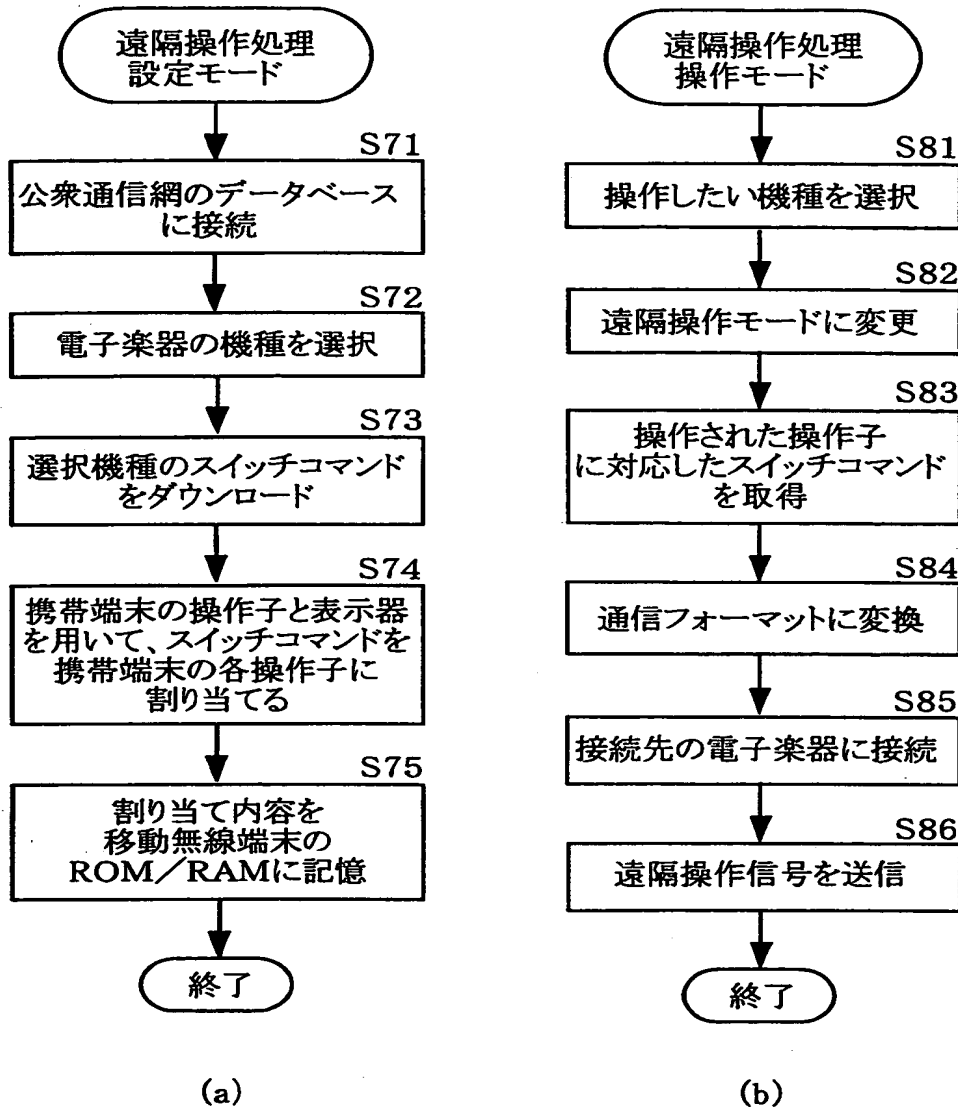 遠隔操作処理
設定モード
S71
公衆通信網のデータベース
に接続
S72
電子楽器の機種を選択
S73
選択機種のスイッチコマンド
をダウンロード
S74
携帯端末の操作子と表示器
を用いて、スイッチコマンドを
携帯端末の各操作子に
割り当てる
S75
割り当て内容を
移動無線端末の
ROM/RAMに記憶
終了
(a)
遠隔操作処理
操作モード
S81
操作したい機種を選択
S82
遠隔操作モードに変更
S83
操作された操作子
に対応したスイッチコマンド
を取得
S84
通信フォーマットに変換
S85
接続先の電子楽器に接続
S86
遠隔操作信号を送信
終了
(b)